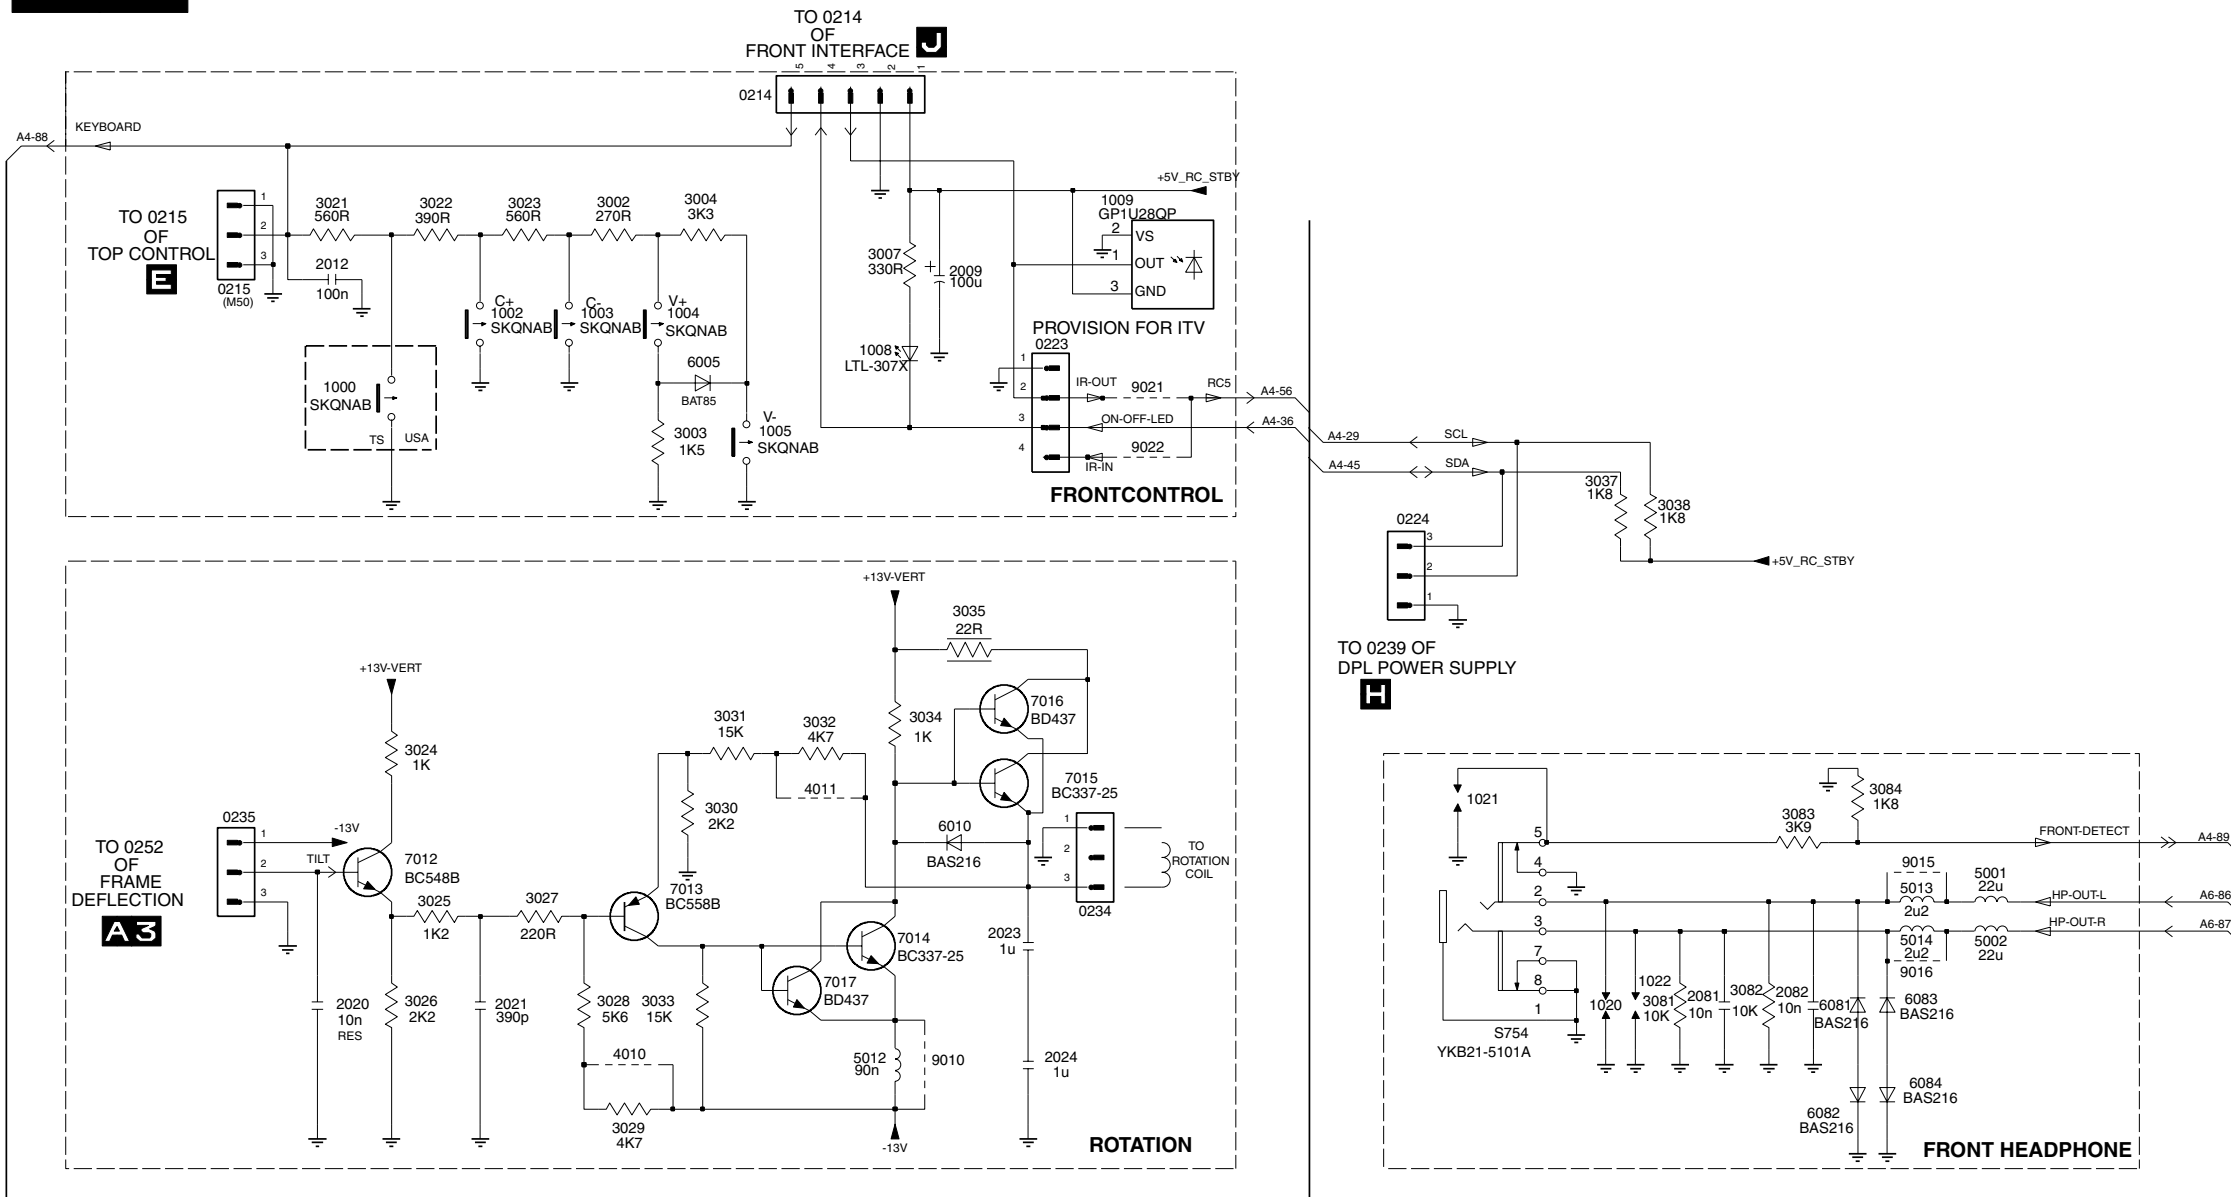 TO 0214
OF
FRONT INTERFACE J
5 4 3 2 1
0214
A4-88
KEYBOARD
+5V_RC_STBY
TO 0215
OF
TOP CONTROL
E
1
2
3
0215
(M50)
3021
560R
3022
390R
3023
560R
3002
270R
3004
3K3
2012
100n
C+
1002
SKQNAB
C-
1003
SKQNAB
V+
1004
SKQNAB
1000
SKQNAB
TS USA
6005
BAT85
3003
1K5
V-
1005
SKQNAB
3007
330R
+
2009
100u
1008
LTL-307X
1009
GP1U28QP
2 VS
1 OUT
3 GND
PROVISION FOR ITV
0223
1
2
3
4
IR-OUT
9021
RC5
A4-56
ON-OFF-LED
A4-36
9022
IR-IN
FRONTCONTROL
A4-29
SCL
A4-45
SDA
3037
1K8
3038
1K8
0224
3
2
1
+5V_RC_STBY
TO 0239 OF
DPL POWER SUPPLY
H
+13V-VERT
3035
22R
+13V-VERT
3024
1K
3031
15K
3032
4K7
3034
1K
7016
BD437
7015
BC337-25
4011
3030
2K2
0235
1
2
3
-13V
TILT
TO 0252
OF
FRAME
DEFLECTION
A3
7012
BC548B
3025
1K2
3027
220R
7013
BC558B
6010
BAS216
1
2
3
0234
TO
ROTATION
COIL
7014
BC337-25
7017
BD437
2023
1u
2020
10n
RES
3026
2K2
2021
390p
3028
5K6
3033
15K
4010
3029
4K7
5012
90n
9010
2024
1u
-13V
ROTATION
1021
3083
3K9
3084
1K8
FRONT-DETECT
A4-89
5
4
2
3
7
8
1
9015
5013
2u2
5001
22u
HP-OUT-L
A6-86
HP-OUT-R
A6-87
5014
2u2
9016
5002
22u
S754
YKB21-5101A
1020
1022
3081
10K
2081
10n
3082
10K
2082
10n
6081
BAS216
6083
BAS216
6082
BAS216
6084
BAS216
FRONT HEADPHONE